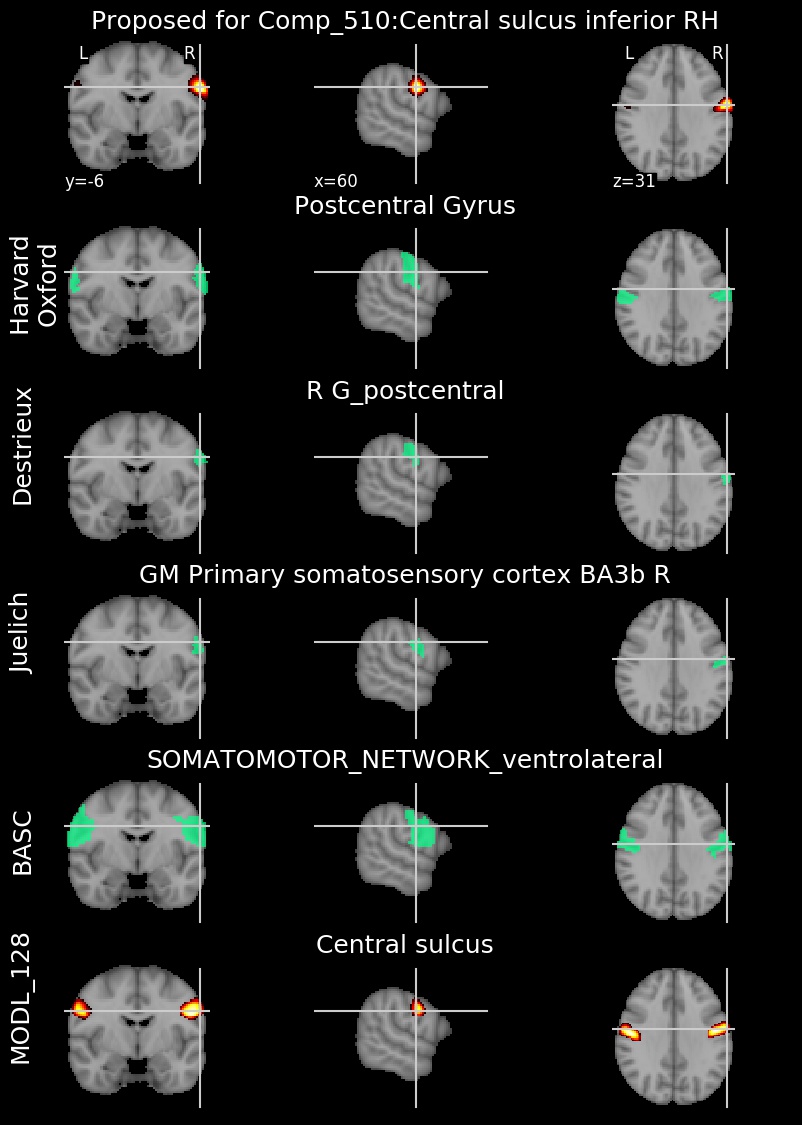 Proposed for Comp_510:Central sulcus inferior RH
L R
L R
y=-6
x=60
z=31
Postcentral Gyrus
Harvard
Oxford
R G_postcentral
Destrieux
GM Primary somatosensory cortex BA3b R
Juelich
SOMATOMOTOR_NETWORK_ventrolateral
BASC
Central sulcus
MODL_128